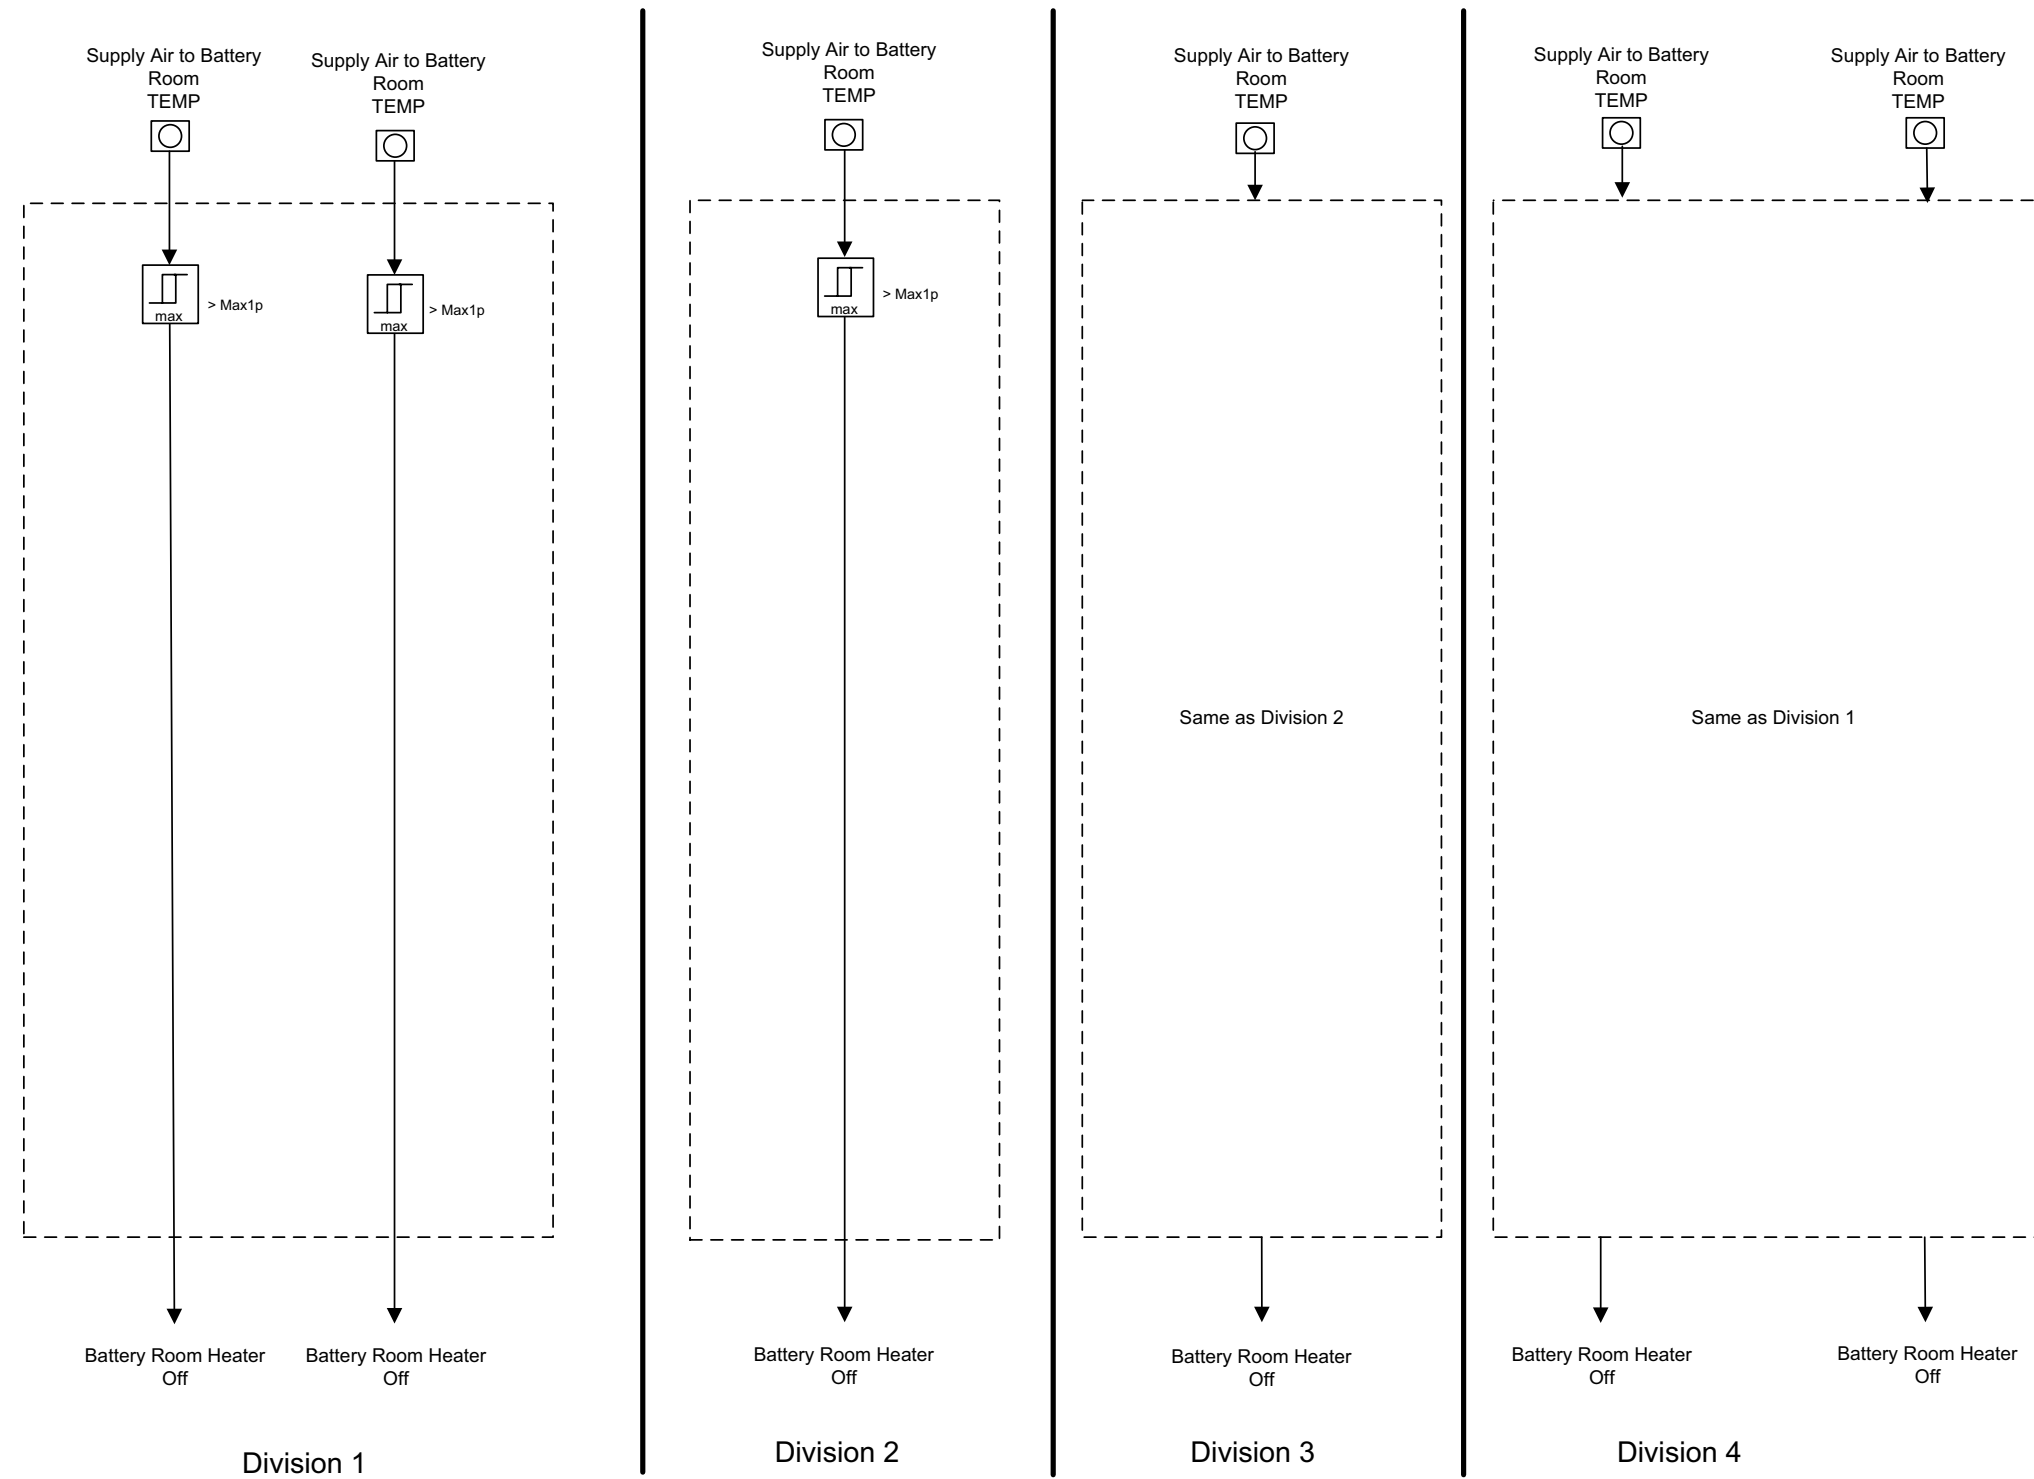 Supply Air to Battery
Room
TEMP
Supply Air to Battery
Room
TEMP
max
> Max1p
max
> Max1p
Battery Room Heater
Off
Battery Room Heater
Off
Division 1
Supply Air to Battery
Room
TEMP
max
> Max1p
Battery Room Heater
Off
Division 2
Supply Air to Battery
Room
TEMP
Same as Division 2
Battery Room Heater
Off
Division 3
Supply Air to Battery
Room
TEMP
Supply Air to Battery
Room
TEMP
Same as Division 1
Battery Room Heater
Off
Battery Room Heater
Off
Division 4